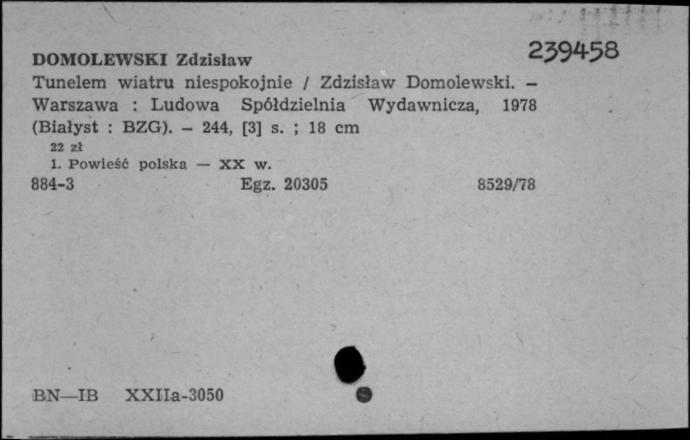 239458
DOMOLEWSKI Zdzisław
Tunelem wiatru niespokojnie / Zdzisław Domolewski. —
Warszawa : Ludowa Spółdzielnia Wydawnicza, 1978
(Białyst : BZG). — 244, [3] s. ; 18 cm
22 zł
1. Powieść polska — XX w.
884-3 Egz. 20305 8529/78
BN—IB XXIIa-3050